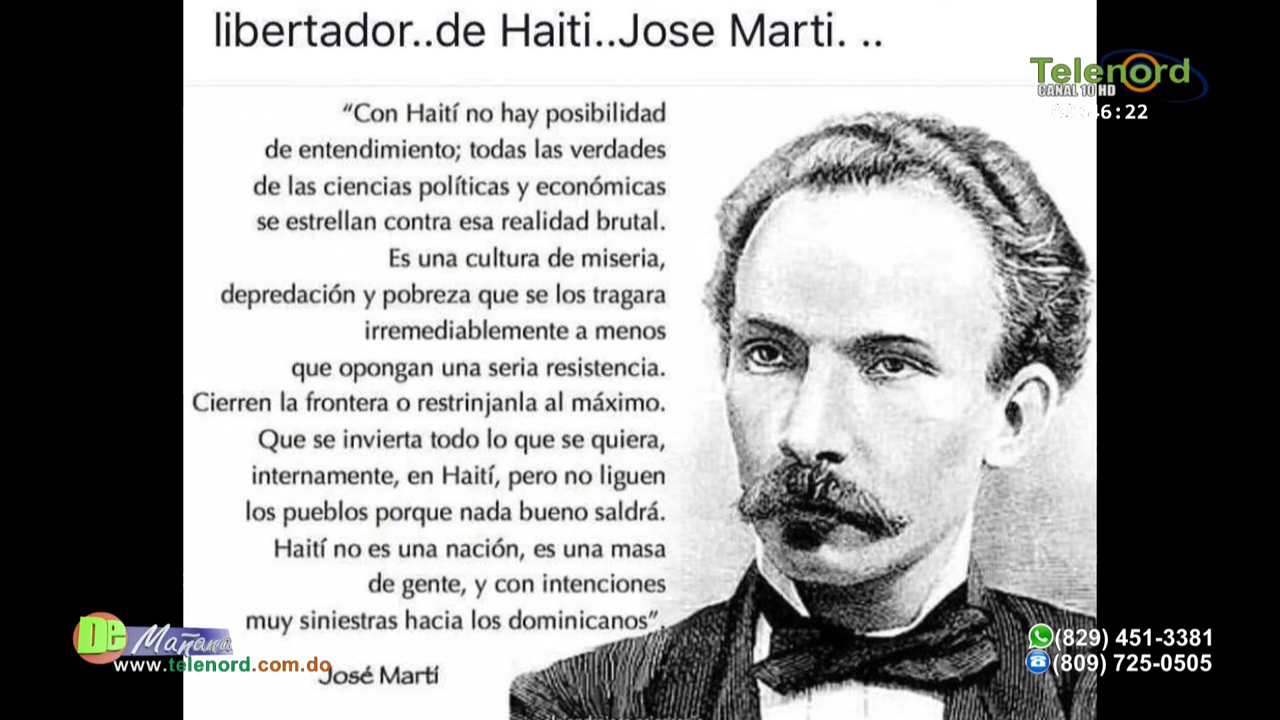 libertador..de Haiti..Jose Marti. ..
Telenord
CANAL 10 HD
46:22
“Con Haití no hay posibilidad
de entendimiento; todas las verdades
de las ciencias políticas y económicas
se estrellan contra esa realidad brutal.
Es una cultura de miseria,
depredación y pobreza que se los tragara
irremediablemente a menos
que opongan una seria resistencia.
Cierren la frontera o restrinjanla al máximo.
Que se invierta todo lo que se quiera,
internamente, en Haití, pero no liguen
los pueblos porque nada bueno saldrá.
Haití no es una nación, es una masa
de gente, y con intenciones
muy siniestras hacia los dominicanos”.
José Martí
De Mañana
www.telenord.com.do
(829) 451-3381
(809) 725-0505